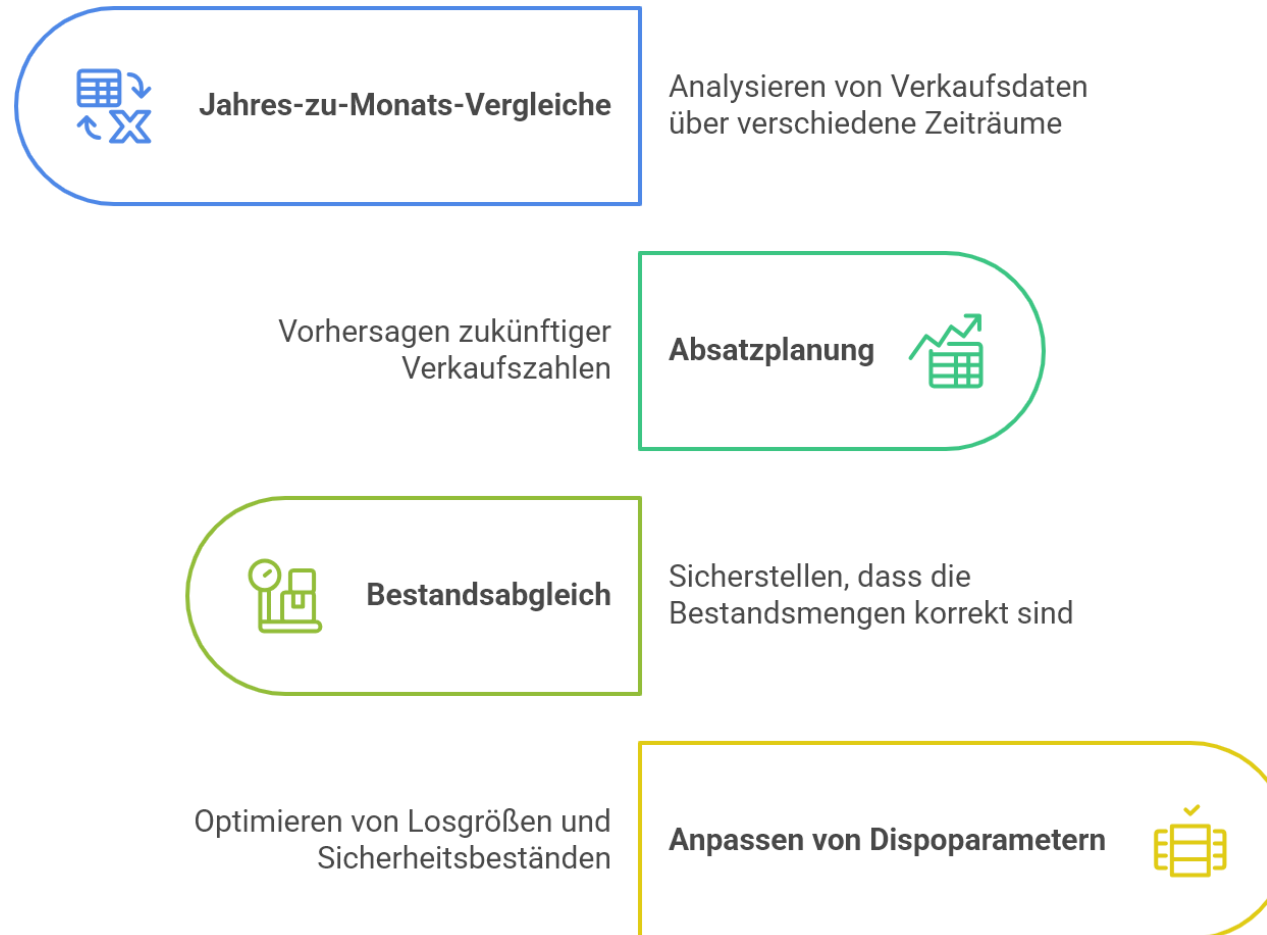 Jahres-zu-Monats-Vergleiche
Analysieren von Verkaufsdaten
über verschiedene Zeiträume
Vorhersagen zukünftiger
Verkaufszahlen
Absatzplanung
Bestandsabgleich
Sicherstellen, dass die
Bestandsmengen korrekt sind
Optimieren von Losgrößen und
Sicherheitsbeständen
Anpassen von Dispoparametern